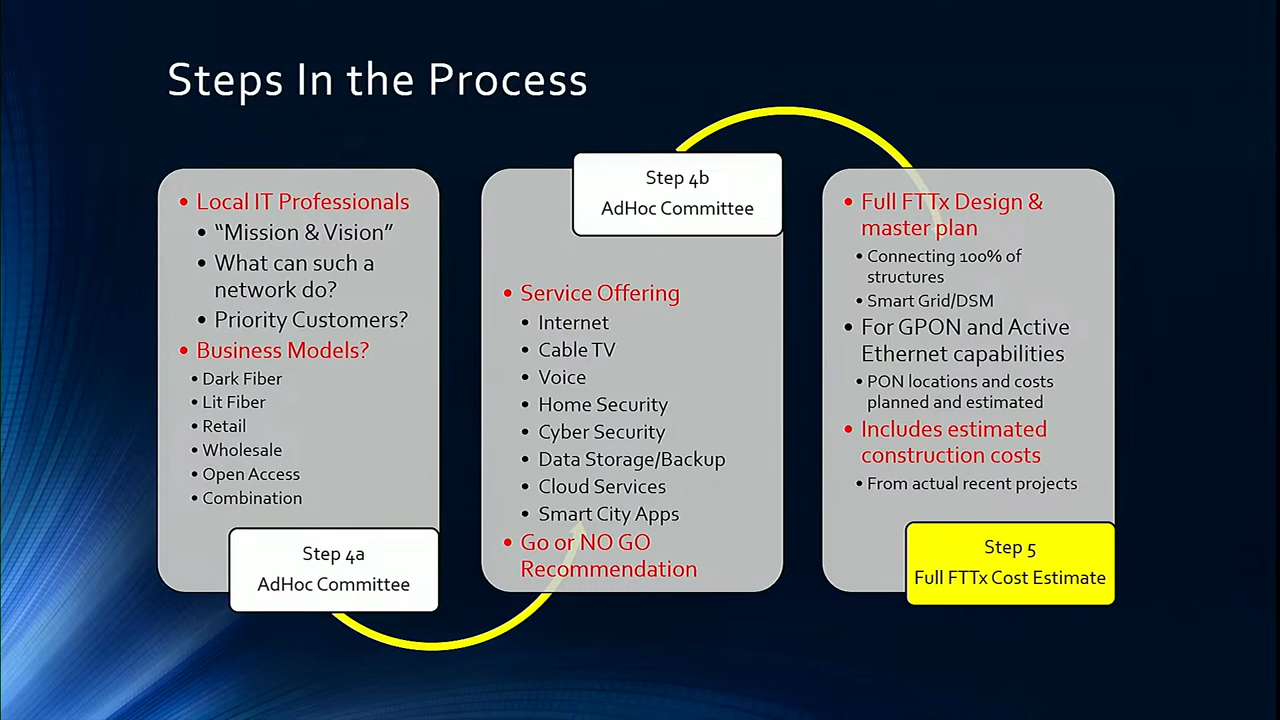 Steps In the Process
• Local IT Professionals
• “Mission & Vision”
• What can such a
network do?
• Priority Customers?
• Business Models?
• Dark Fiber
• Lit Fiber
• Retail
• Wholesale
• Open Access
• Combination
Step 4a
AdHoc Committee
Step 4b
AdHoc Committee
• Service Offering
• Internet
• Cable TV
• Voice
• Home Security
• Cyber Security
• Data Storage/Backup
• Cloud Services
• Smart City Apps
• Go or NO GO
Recommendation
• Full FTTx Design &
master plan
• Connecting 100% of
structures
• Smart Grid/DSM
• For GPON and Active
Ethernet capabilities
• PON locations and costs
planned and estimated
• Includes estimated
construction costs
• From actual recent projects
Step 5
Full FTTx Cost Estimate